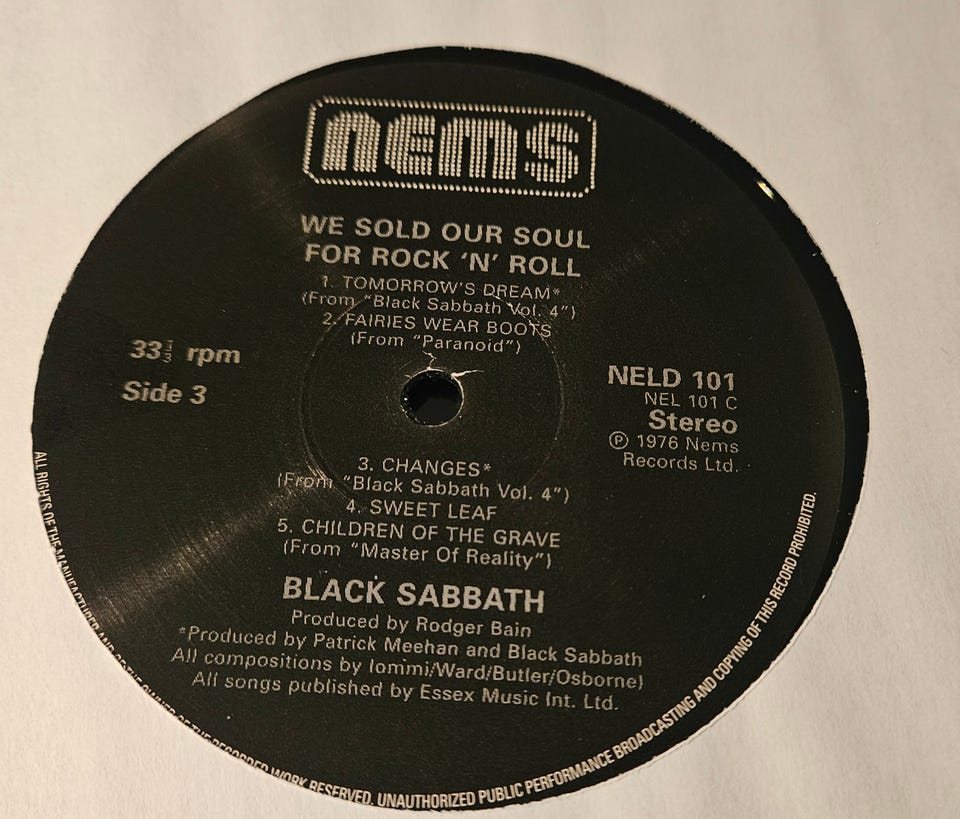 nems
WE SOLD OUR SOUL
FOR ROCK 'N' ROLL
1. TOMORROW'S DREAM*
(From "Black Sabbath Vol. 4")
2. FAIRIES WEAR BOOTS
(From "Paranoid")
33⅓ rpm
Side 3
NELD 101
NEL 101 C
Stereo
Ⓟ 1976 Nems
Records Ltd.
3. CHANGES*
(From "Black Sabbath Vol. 4")
4. SWEET LEAF
5. CHILDREN OF THE GRAVE
(From "Master Of Reality")
BLACK SABBATH
Produced by Rodger Bain
*Produced by Patrick Meehan and Black Sabbath
All compositions by Iommi/Ward/Butler/Osborne)
All songs published by Essex Music Int. Ltd.
ALL RIGHTS OF THE MANUFACTURER AND OF THE OWNER OF THE RECORDED WORK RESERVED. UNAUTHORIZED PUBLIC PERFORMANCE BROADCASTING AND COPYING OF THIS RECORD PROHIBITED.